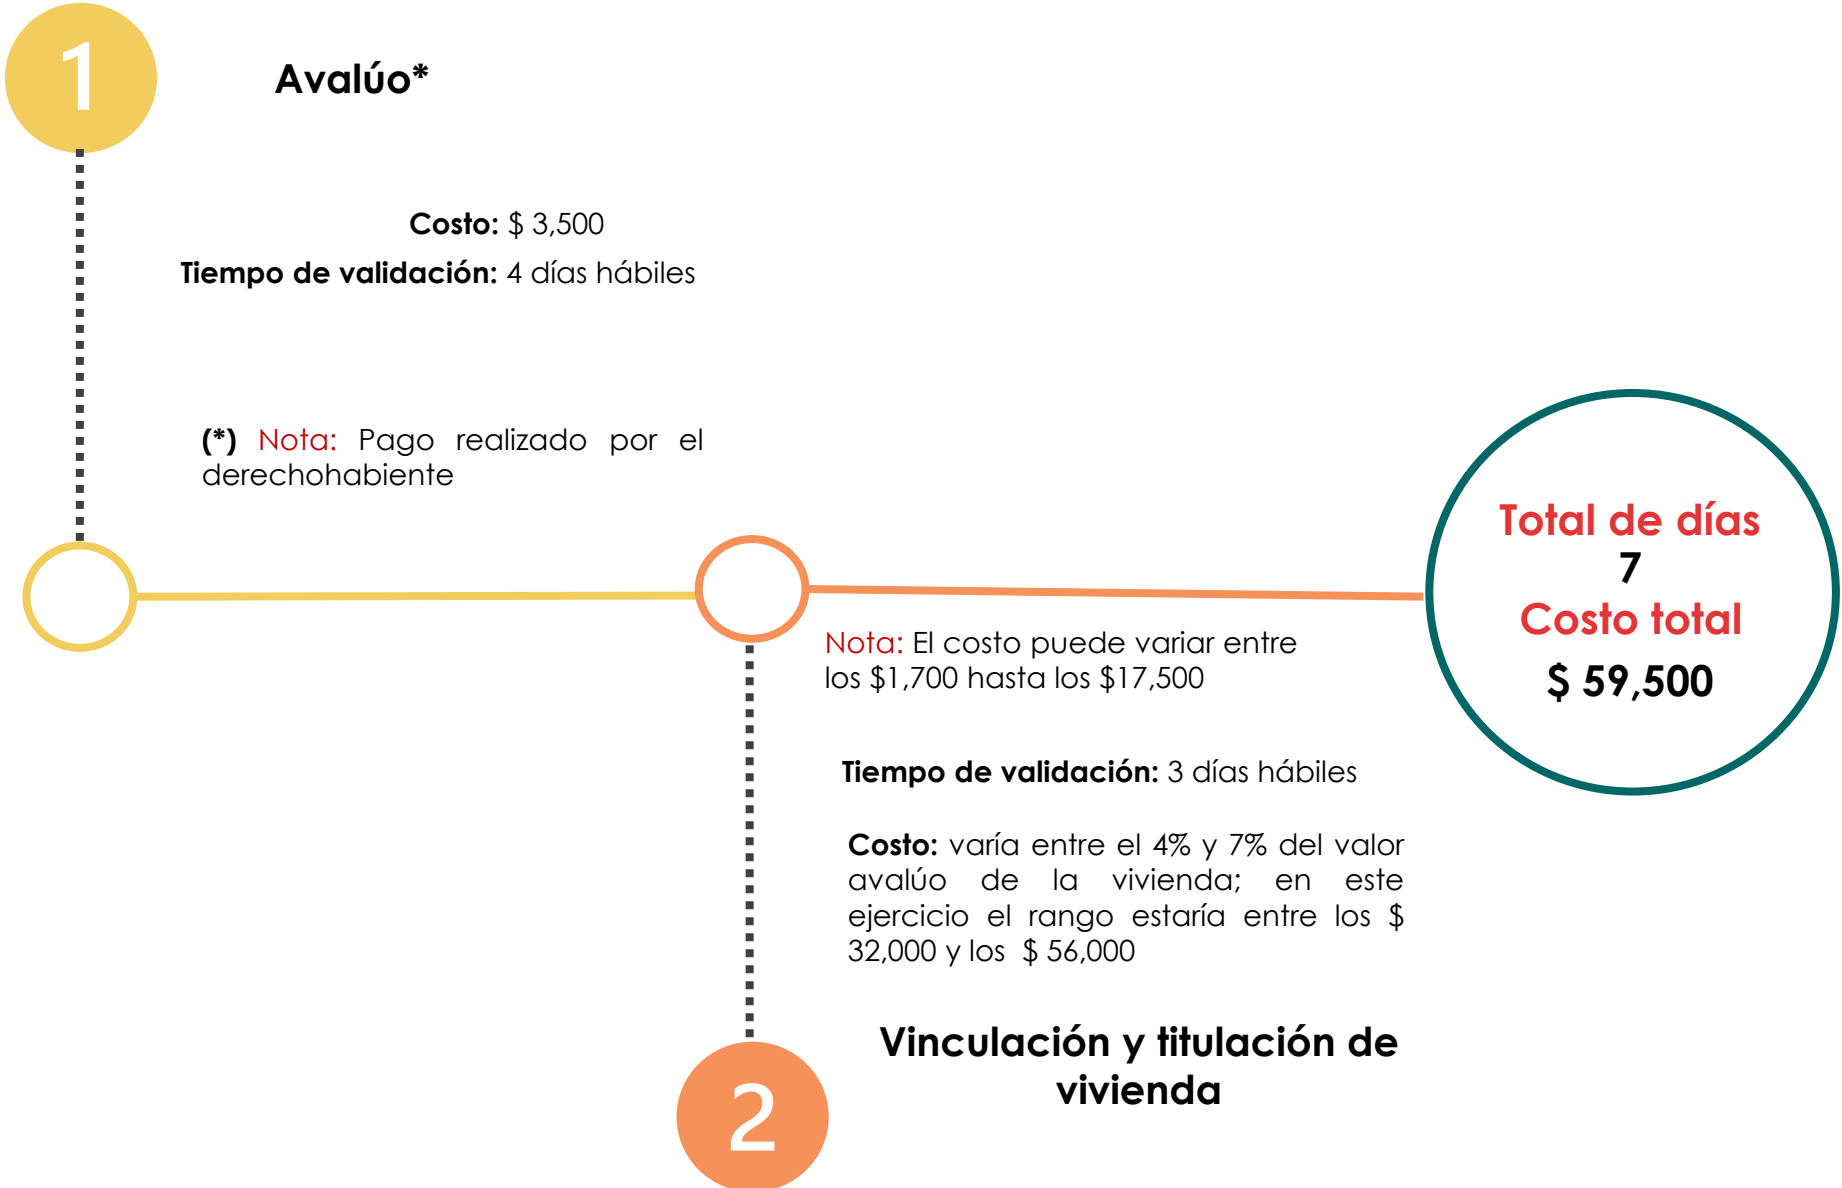 1
Avalúo*
Costo: $ 3,500
Tiempo de validación: 4 días hábiles
(*) Nota: Pago realizado por el
derechohabiente
Nota: El costo puede variar entre
los $1,700 hasta los $17,500
Tiempo de validación: 3 días hábiles
Costo: varía entre el 4% y 7% del valor
avalúo de la vivienda; en este
ejercicio el rango estaría entre los $
32,000 y los $ 56,000
Vinculación y titulación de
vivienda
2
Total de días
7
Costo total
$ 59,500